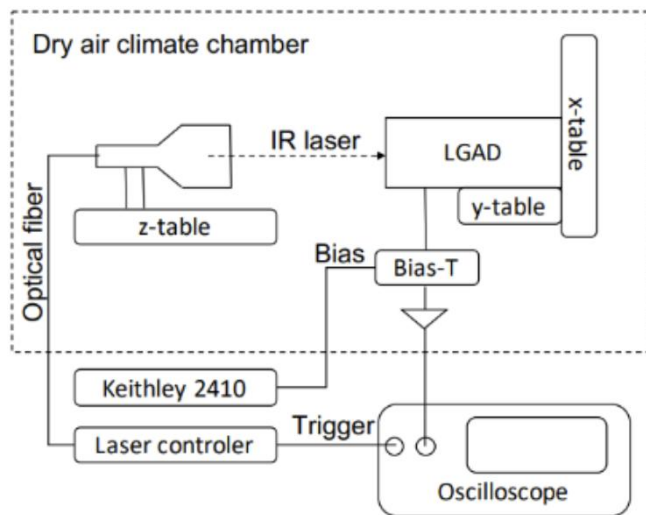 Dry air climate chamber
x-table
IR laser
LGAD
y-table
z-table
Optical fiber
Bias
Bias-T
Keithley 2410
Laser controler
Trigger
Oscilloscope